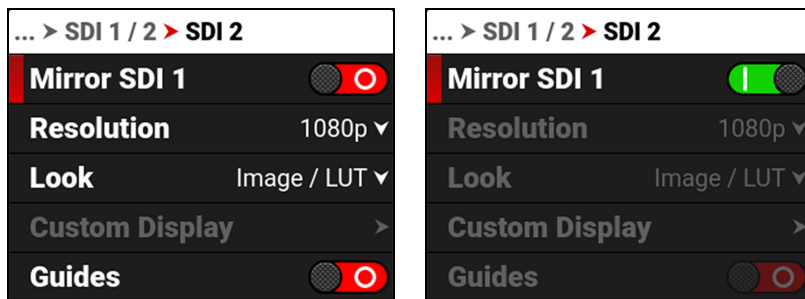 ... > SDI 1 / 2 > SDI 2
Mirror SDI 1
Resolution 1080p
Look Image / LUT
Custom Display
Guides
... > SDI 1 / 2 > SDI 2
Mirror SDI 1
Resolution 1080p
Look Image / LUT
Custom Display
Guides